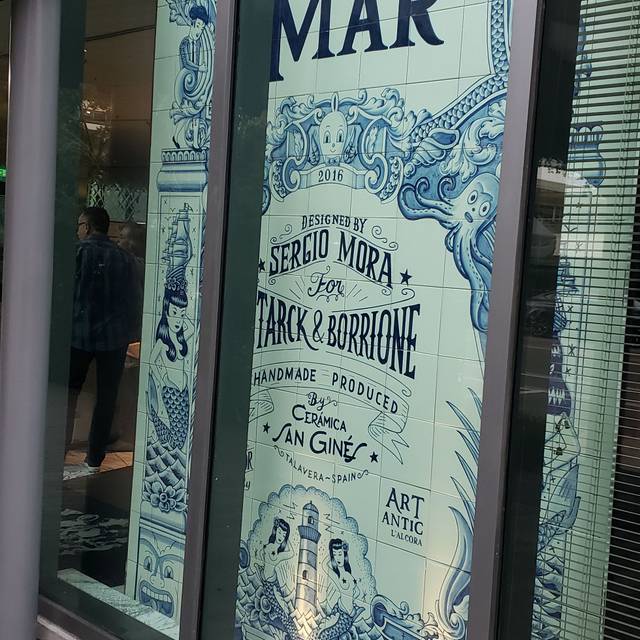 MAR
2016
DESIGNED BY
SERGIO MORA
For
TARCK & BORRIONE
HANDMADE PRODUCED
By
CERAMICA
SAN GINÉS
TALAVERA-SPAIN
ART
ANTIC
L'ALCORA